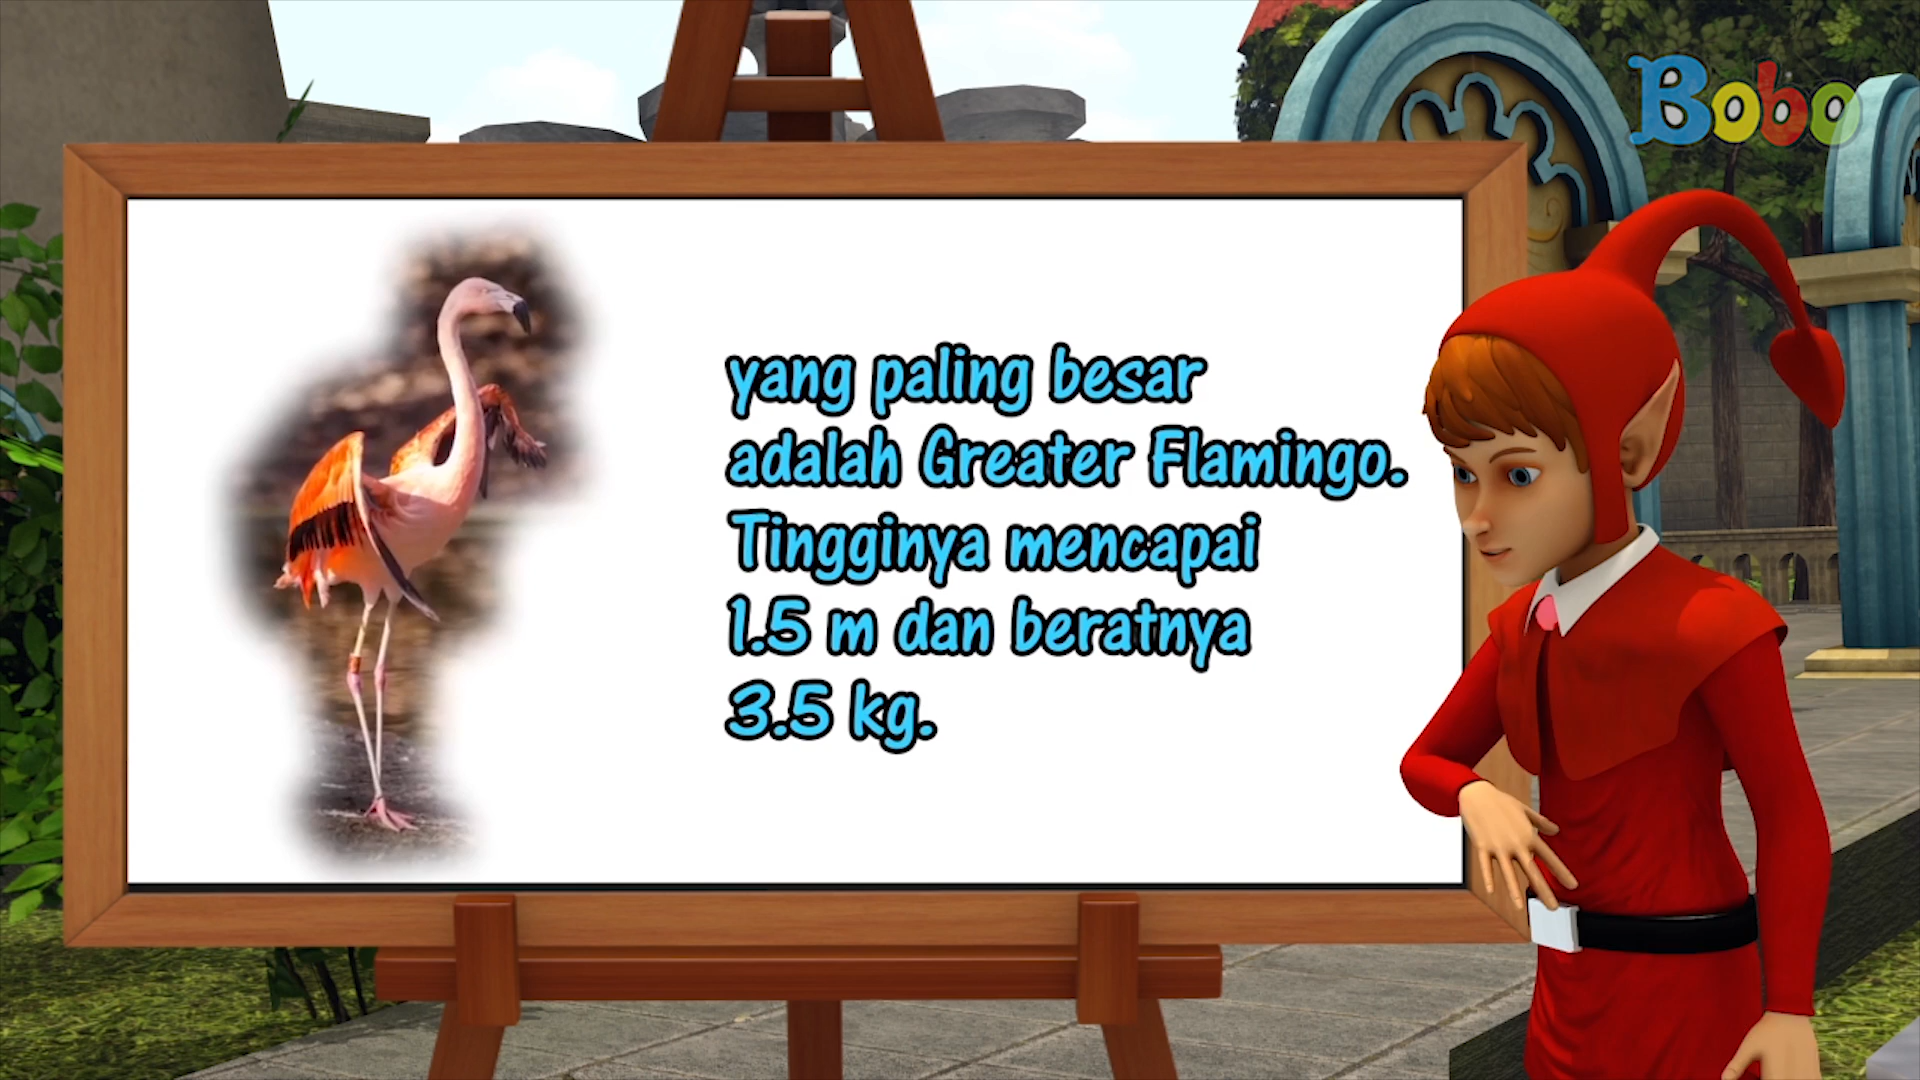 Bobo
yang paling besar
adalah Greater Flamingo.
Tingginya mencapai
1.5 m dan beratnya
3.5 kg.